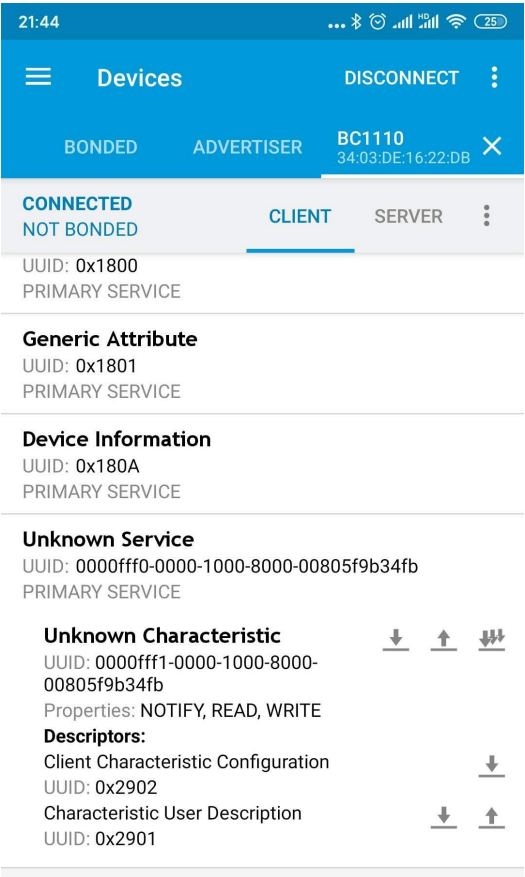 21:44
HD
25
Devices
DISCONNECT
BONDED
ADVERTISER
BC1110
34:03:DE:16:22:DB
CONNECTED
NOT BONDED
CLIENT
SERVER
UUID: 0x1800
PRIMARY SERVICE
Generic Attribute
UUID: 0x1801
PRIMARY SERVICE
Device Information
UUID: 0x180A
PRIMARY SERVICE
Unknown Service
UUID: 0000fff0-0000-1000-8000-00805f9b34fb
PRIMARY SERVICE
Unknown Characteristic
UUID: 0000fff1-0000-1000-8000-
00805f9b34fb
Properties: NOTIFY, READ, WRITE
Descriptors:
Client Characteristic Configuration
UUID: 0x2902
Characteristic User Description
UUID: 0x2901